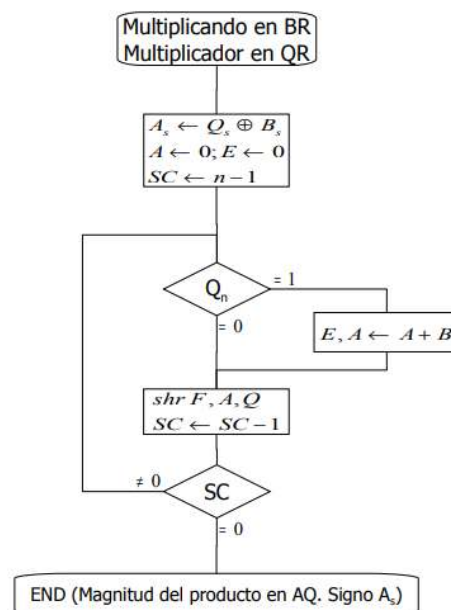 Multiplicando en BR
Multiplicador en QR
A_s ← Q_s ⊕ B_s
A ← 0; E ← 0
SC ← n − 1
Q_n
= 1
= 0
E, A ← A + B
shr F, A, Q
SC ← SC − 1
≠ 0
SC
= 0
END (Magnitud del producto en AQ. Signo A_s)